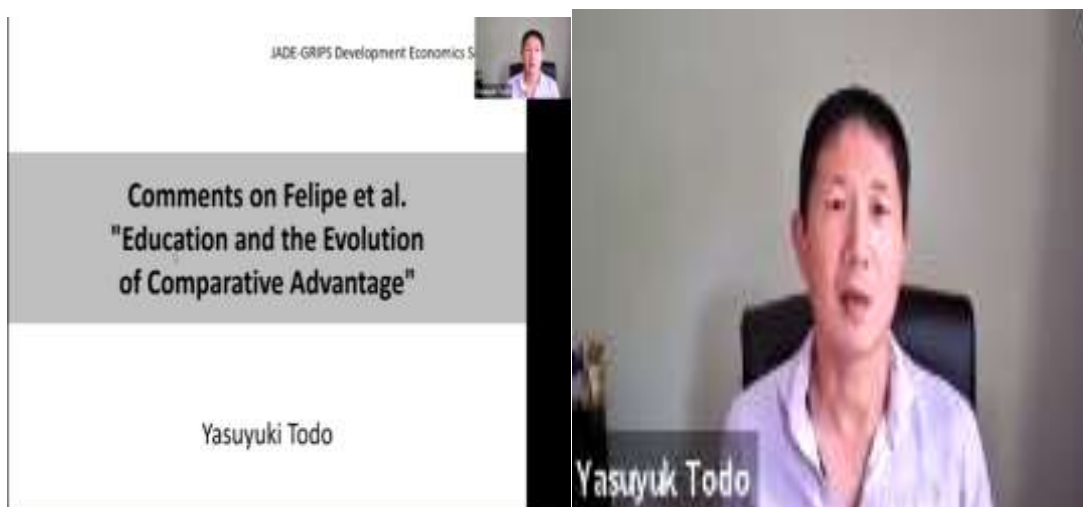 JADE-GRIPS Development Economics S
Comments on Felipe et al.
"Education and the Evolution
of Comparative Advantage"
Yasuyuki Todo
Yasuyuk Todo